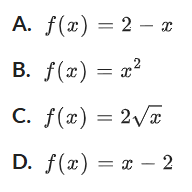 A. f(x) = 2 − x
B. f(x) = x²
C. f(x) = 2√x
D. f(x) = x − 2